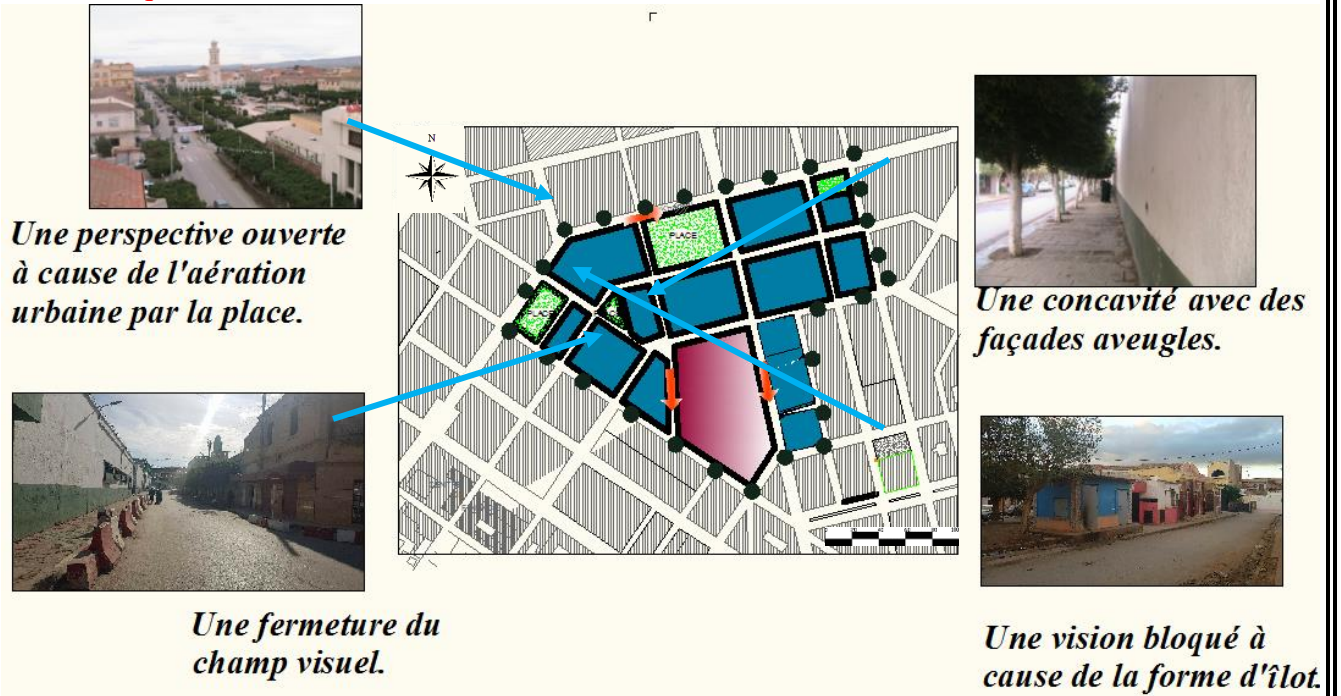 Une perspective ouverte
à cause de l'aération
urbaine par la place.
N
PLACE
Une concavité avec des
façades aveugles.
Une fermeture du
champ visuel.
Une vision bloqué à
cause de la forme d'îlot.